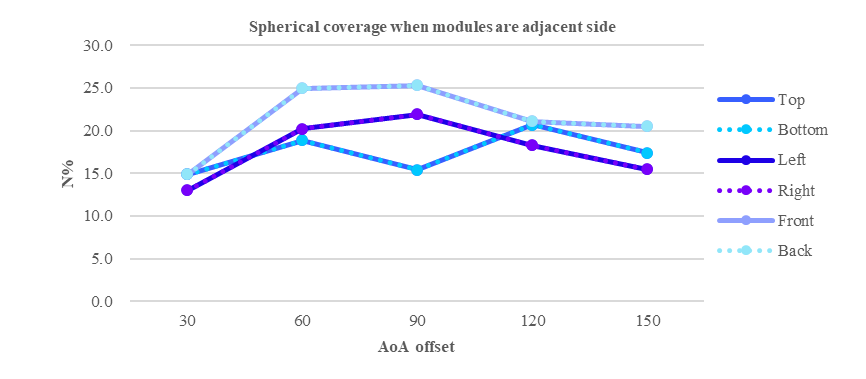 Spherical coverage when modules are adjacent side
30.0
25.0
20.0
15.0
10.0
5.0
0.0
N%
30 60 90 120 150
AoA offset
Top
Bottom
Left
Right
Front
Back